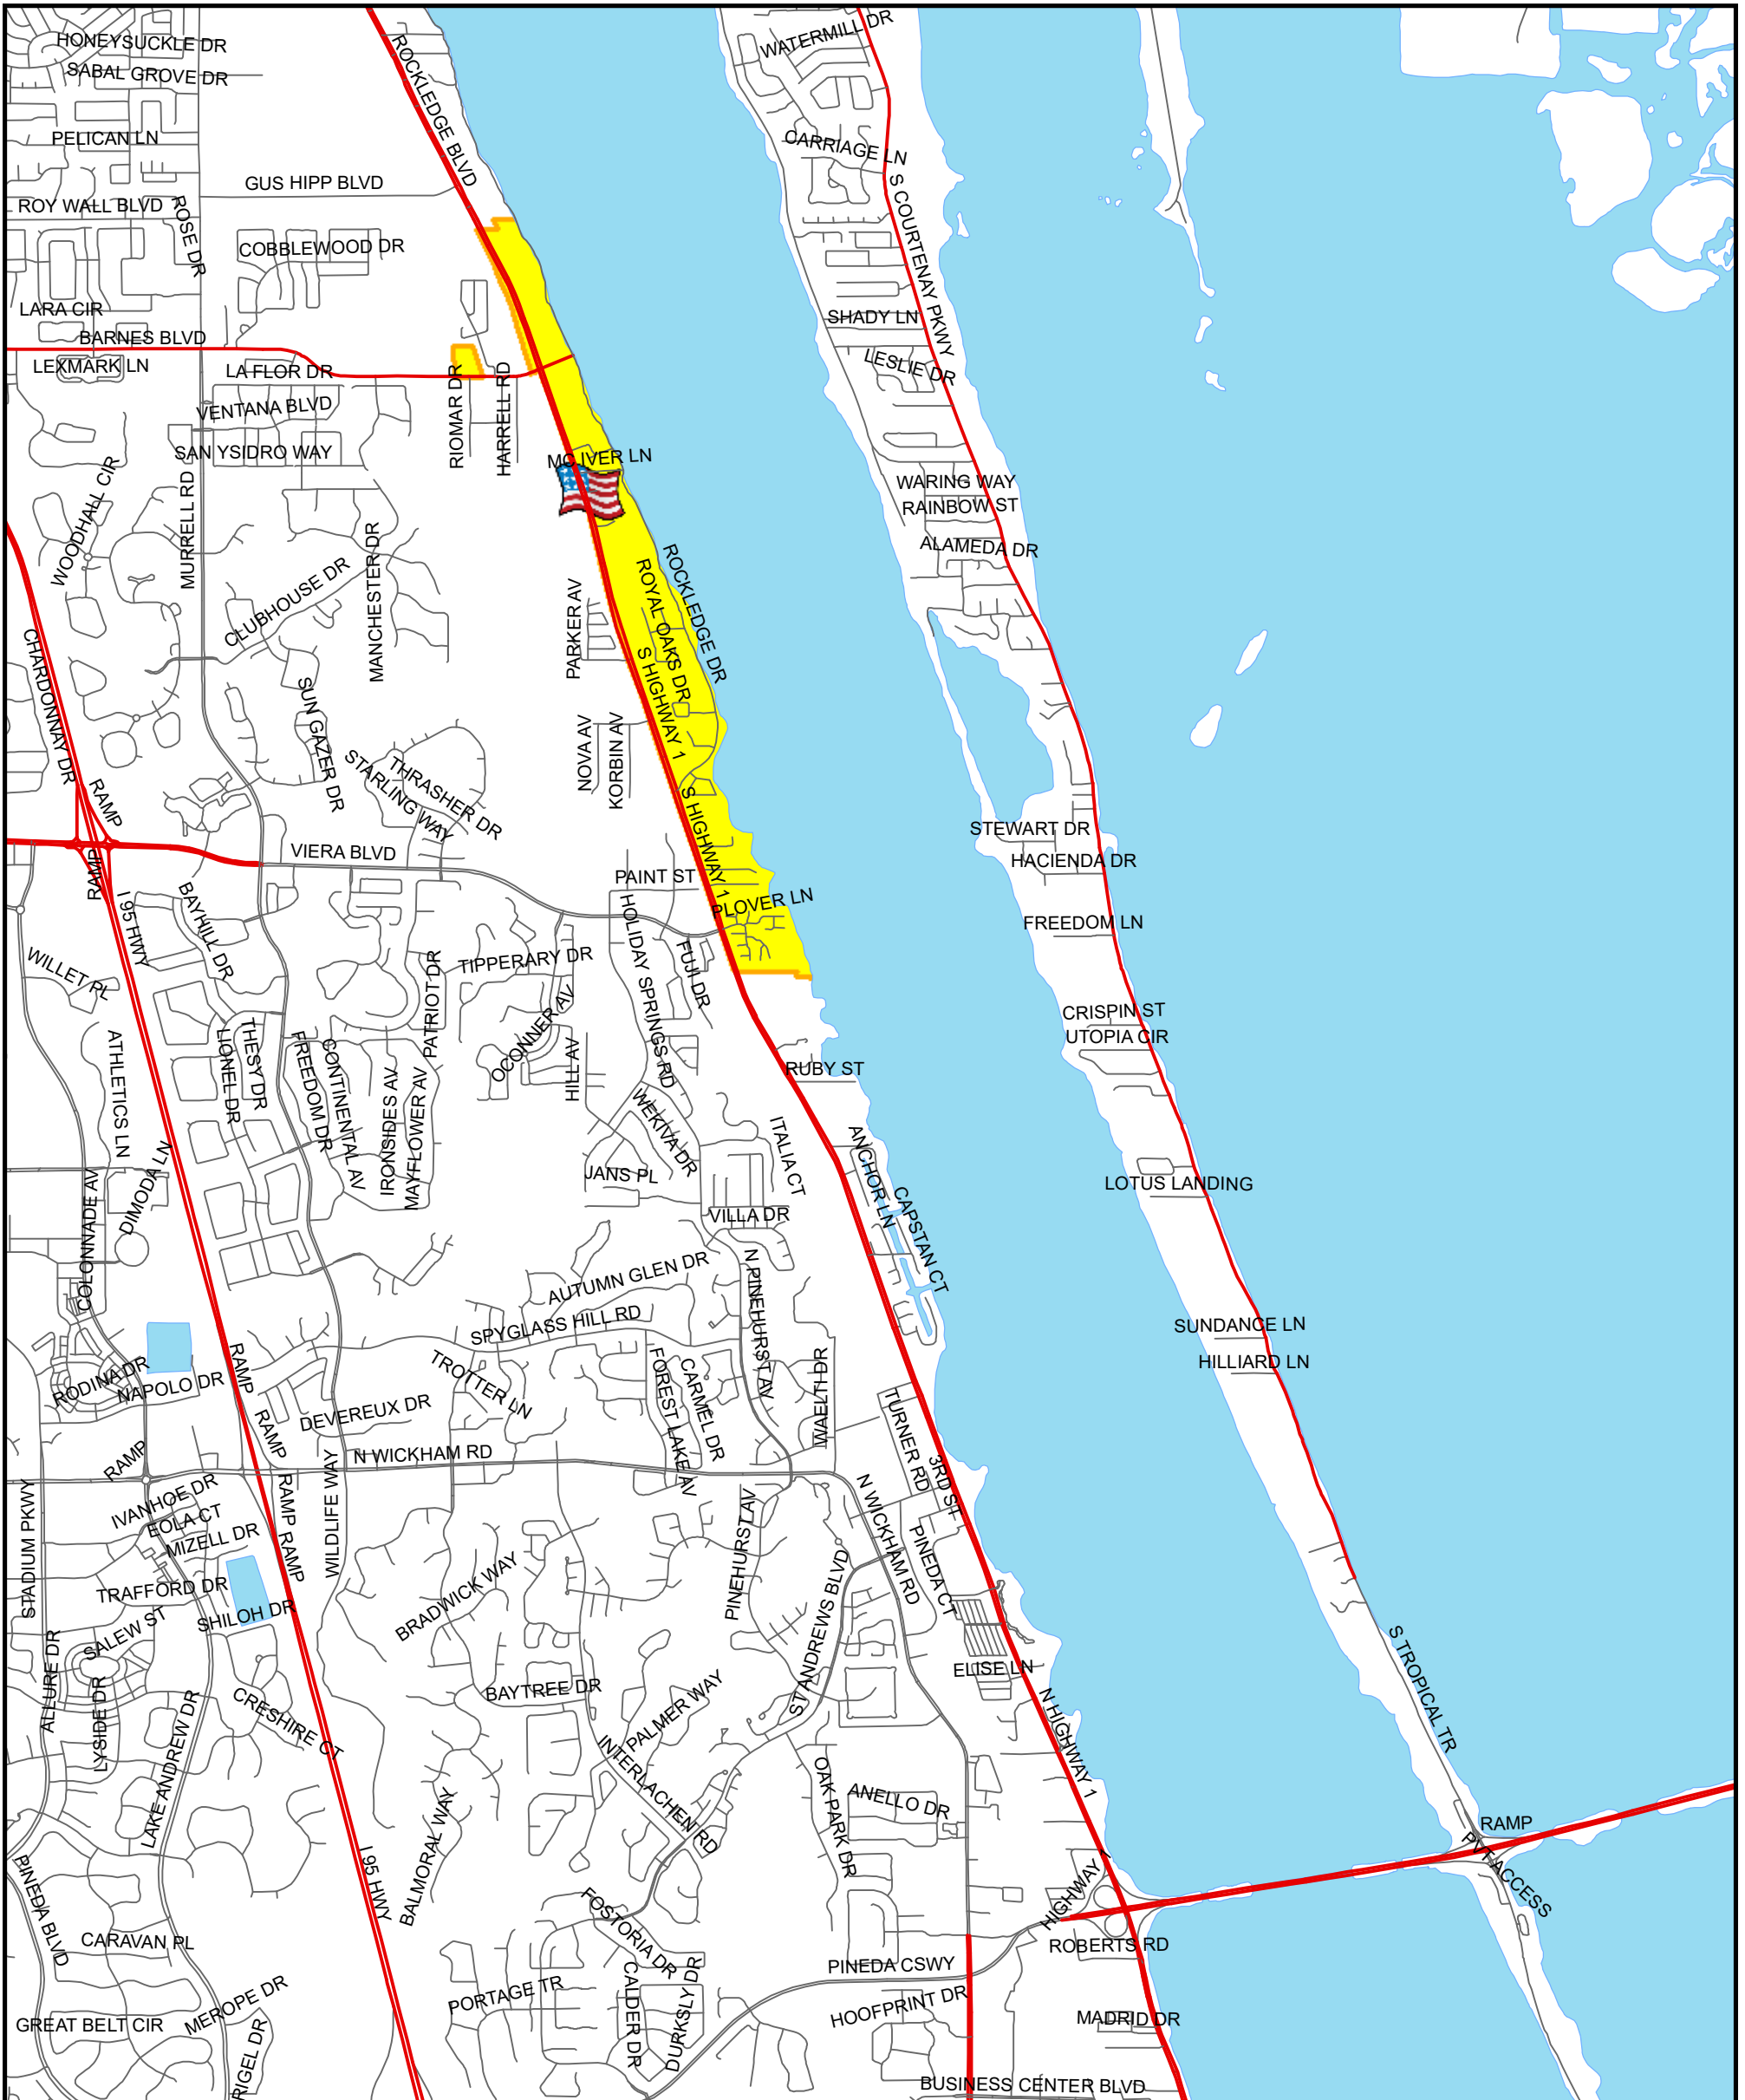 HONEYSUCKLE DR
SABAL GROVE DR
ROCKLEDGE BLVD
WATERMILL DR
PELICAN LN
CARRIAGE LN
GUS HIPP BLVD
ROY WALL BLVD
ROSE DR
S COURTENAY PKWY
COBBLEWOOD DR
LARA CIR
SHADY LN
BARNES BLVD
LEXMARK LN
LA FLOR DR
LESLIE DR
RIOMAR DR
HARRELL RD
VENTANA BLVD
SAN YSIDRO WAY
MC IVER LN
WARING WAY
RAINBOW ST
WOODHALL CIR
MURRELL RD
ALAMEDA DR
MANCHESTER DR
CLUBHOUSE DR
PARKER AV
ROYAL OAKS DR
ROCKLEDGE DR
CHARDONNAY DR
SUN GAZER DR
S HIGHWAY 1
NOVA AV
KORBIN AV
THRASHER DR
STARLING WAY
RAMP
S HIGHWAY 1
STEWART DR
VIERA BLVD
HACIENDA DR
RAMP
PAINT ST
I 95 HWY
BAYHILL DR
PLOVER LN
FREEDOM LN
HOLIDAY SPRINGS RD
FUJI DR
WILLET PL
TIPPERARY DR
PATRIOT DR
OCONNER AV
CRISPIN ST
UTOPIA CIR
ATHLETICS LN
LIONEL DR
THESY DR
FREEDOM DR
CONTINENTAL AV
IRONSIDES AV
MAYFLOWER AV
HILL AV
RUBY ST
WEKIVA DR
ITALIA CT
ANCHOR LN
CAPSTAN CT
JANS PL
DIMODA LN
COLONNADE AV
VILLA DR
LOTUS LANDING
AUTUMN GLEN DR
N PINEHURST AV
SPYGLASS HILL RD
SUNDANCE LN
HILLIARD LN
RAMP
RODINA DR
NAPOLO DR
TROTTER LN
FOREST LAKE AV
CARMEL DR
WAELTI DR
TURNER RD
DEVEREUX DR
RAMP
N WICKHAM RD
RAMP
3RD ST
STADIUM PKWY
IVANHOE DR
EOLA CT
MIZELL DR
RAMP
RAMP
WILDLIFE WAY
PINEHURST AV
N WICKHAM RD
PINEDA CT
TRAFFORD DR
SHILOH DR
BRADWICK WAY
ST ANDREWS BLVD
SALEW ST
ALLURE DR
LYSIDE DR
ELISE LN
S TROPICAL TR
LAKE ANDREW DR
CRESHIRE CT
BAYTREE DR
PALMER WAY
INTERLACHEN RD
N HIGHWAY 1
OAK PARK DR
ANELLO DR
BALMORAL WAY
RAMP
PVT ACCESS
I 95 HWY
PINEDA BLVD
HIGHWAY 1
FOSTORIA DR
CARAVAN PL
ROBERTS RD
PINEDA CSWY
CALDER DR
DURKSLY DR
PORTAGE TR
HOOFPRINT DR
MEROPE DR
GREAT BELT CIR
RIGEL DR
MADRID DR
BUSINESS CENTER BLVD